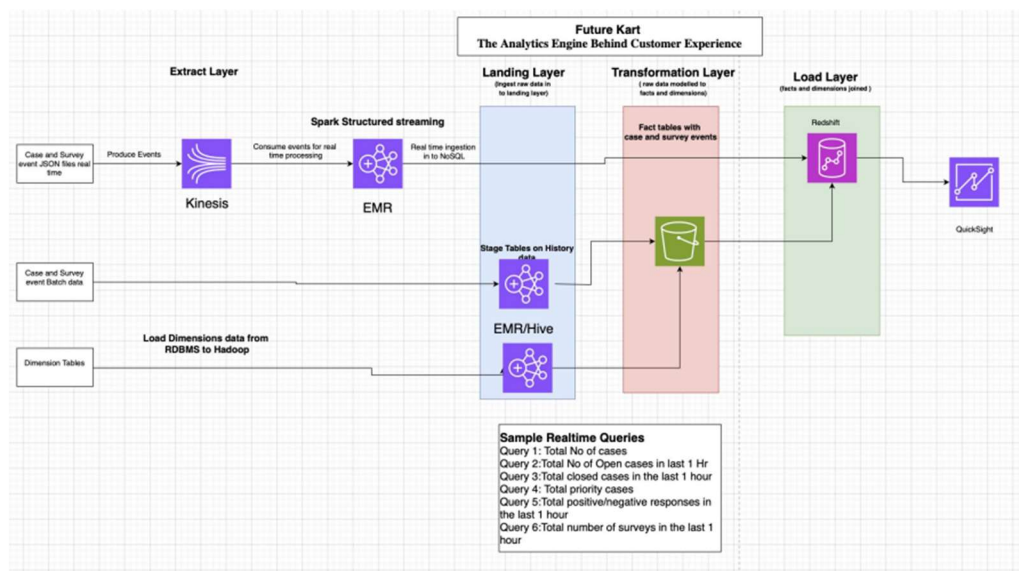 Future Kart
The Analytics Engine Behind Customer Experience
Extract Layer
Landing Layer
(Ingest raw data in
to landing layer)
Transformation Layer
( raw data modelled to
facts and dimensions)
Load Layer
(facts and dimensions joined )
Spark Structured streaming
Fact tables with
case and survey events
Redshift
Case and Survey
event JSON files real
time
Produce Events
Consume events for real
time processing
Real time ingestion
in to NoSQL
Kinesis
EMR
QuickSight
Stage Tables on History
data
Case and Survey
event Batch data
EMR/Hive
Load Dimensions data from
RDBMS to Hadoop
Dimension Tables
Sample Realtime Queries
Query 1: Total No of cases
Query 2:Total No of Open cases in last 1 Hr
Query 3:Total closed cases in the last 1 hour
Query 4: Total priority cases
Query 5:Total positive/negative responses in
the last 1 hour
Query 6:Total number of surveys in the last 1
hour